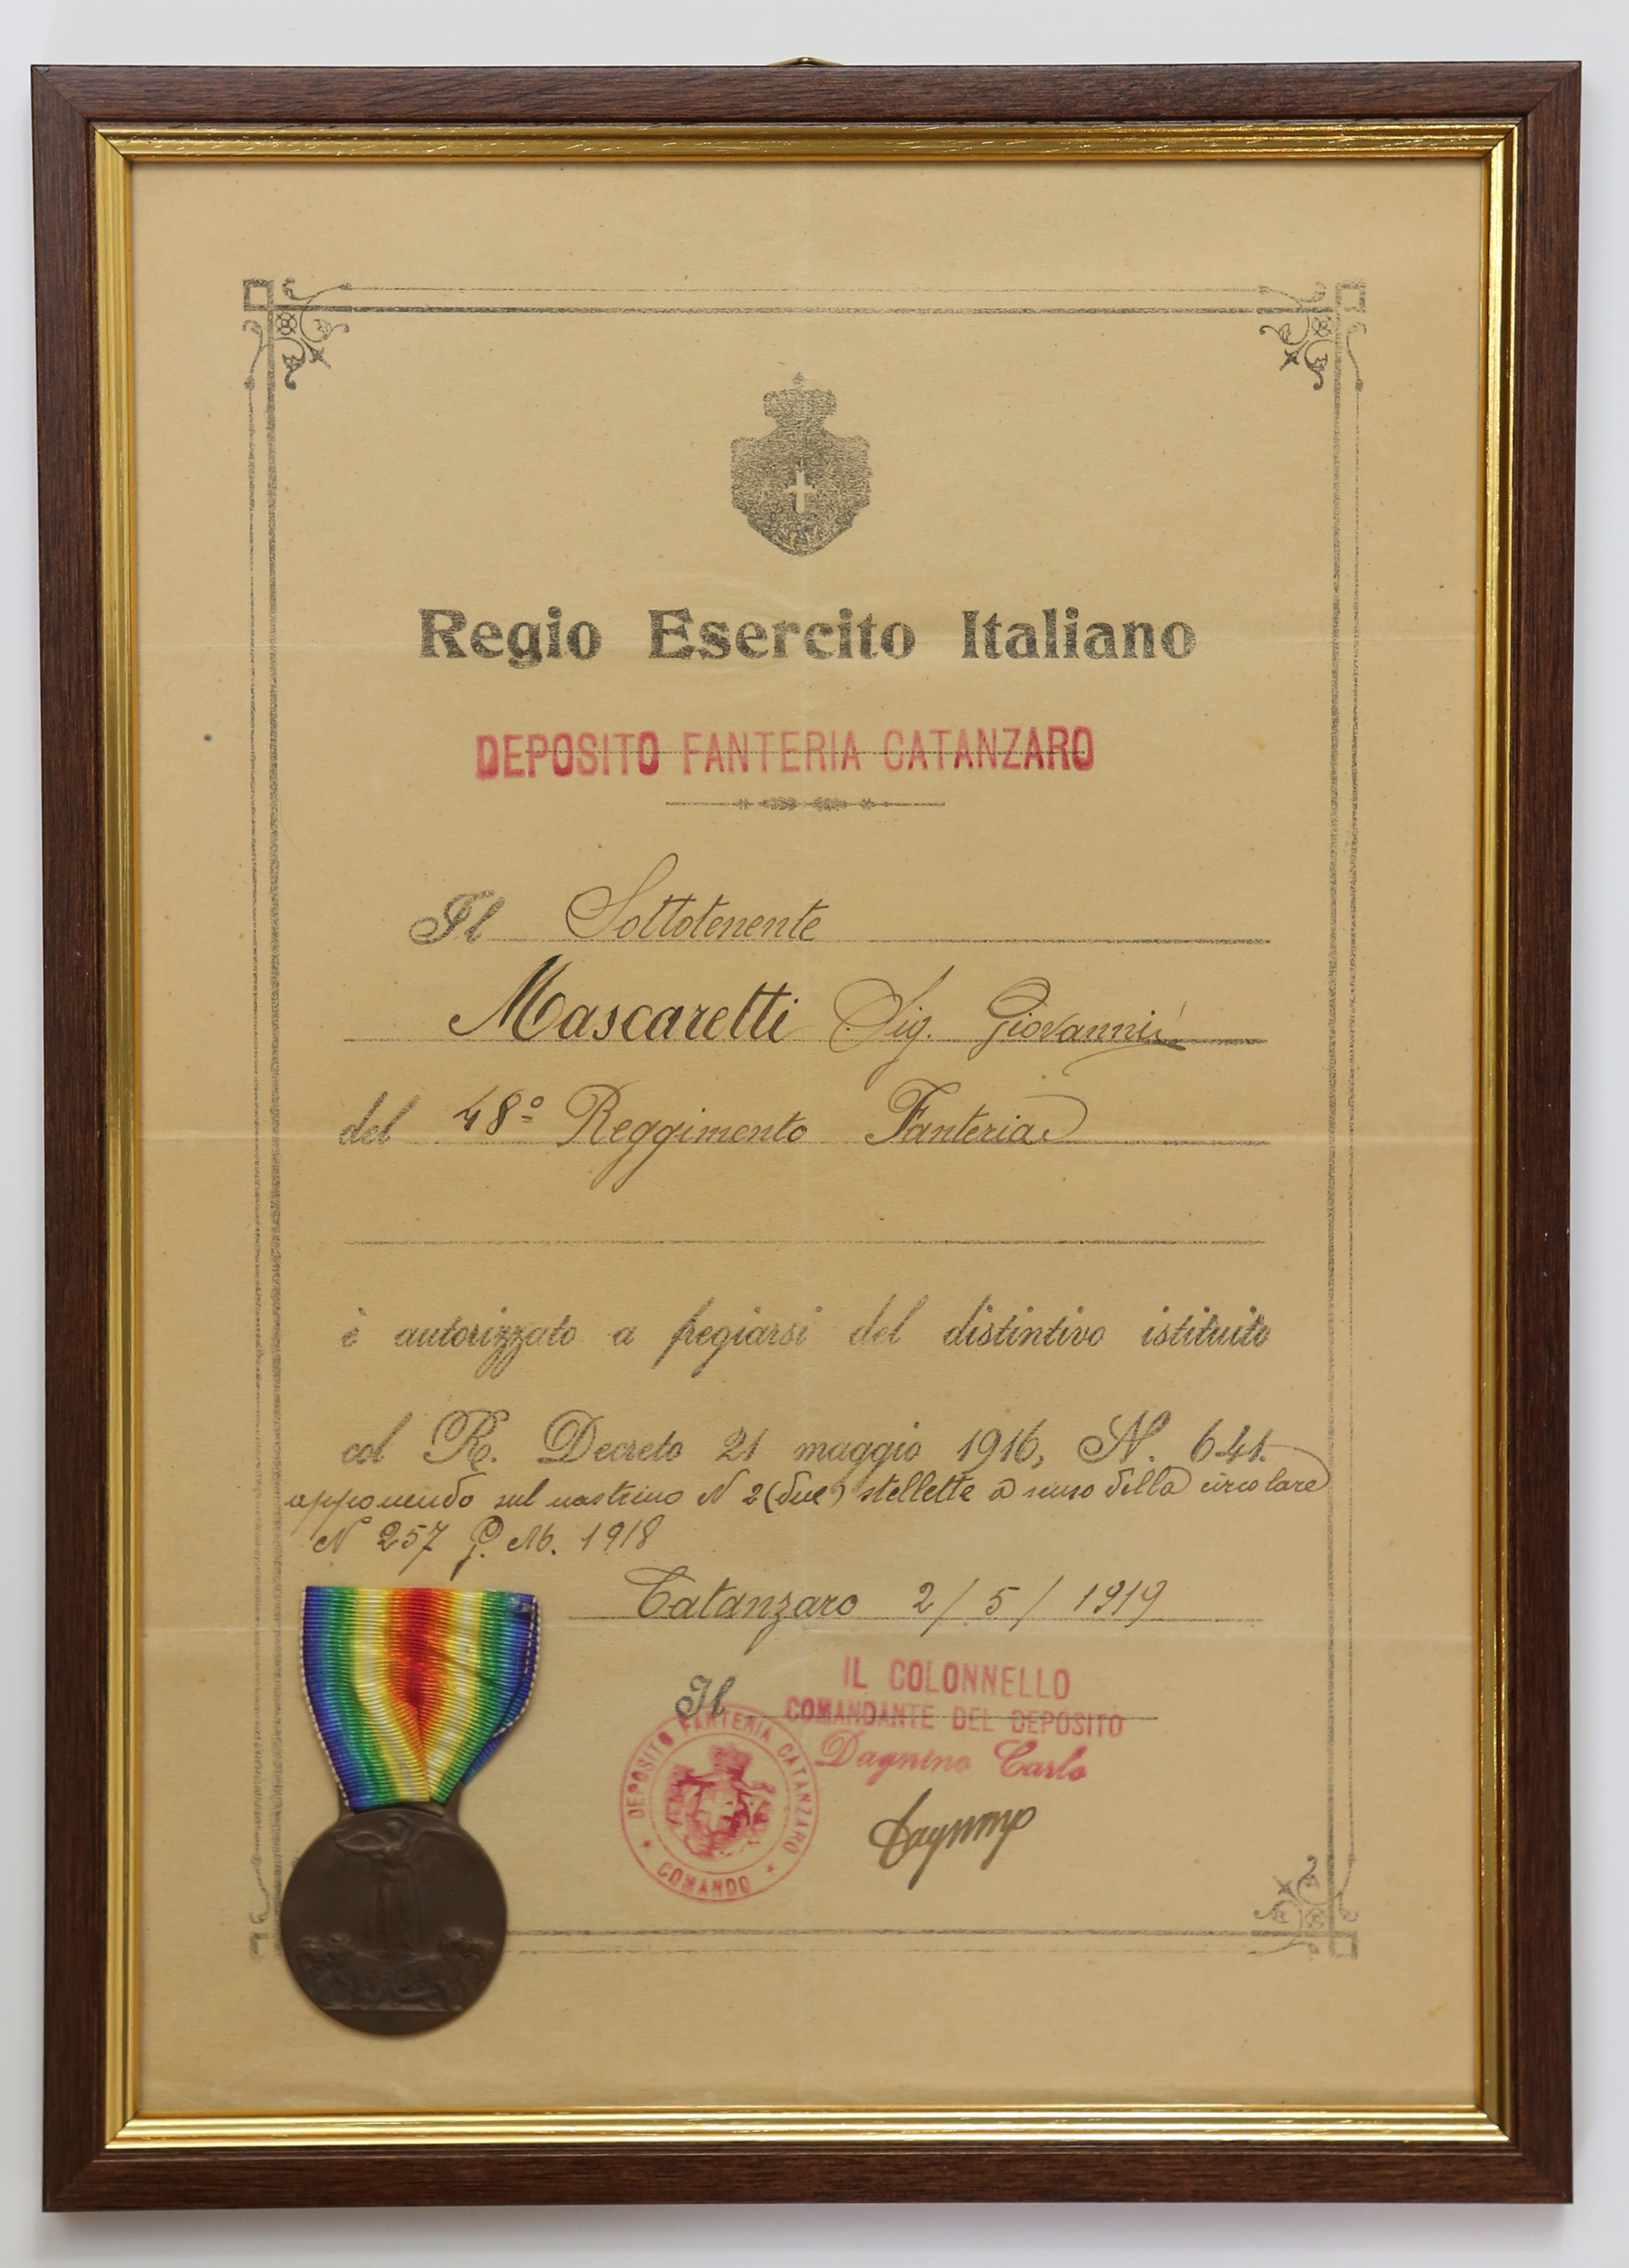 Regio Esercito Italiano
DEPOSITO FANTERIA CATANZARO
Il Sottotenente
Mascaretti Sig. Giovanni
del 48º Reggimento Fanteria
è autorizzato a fregiarsi del distintivo istituito
col R. Decreto 21 maggio 1916, N. 641.
apponendo sul nastrino N 2 (due) stellette a senso della circolare
N 257 G. M. 1918
Catanzaro 2/5/1919
Il IL COLONNELLO
COMANDANTE DEL DEPOSITO
Dagnino Carlo
DEPOSITO FANTERIA CATANZARO
COMANDO
Dagnino